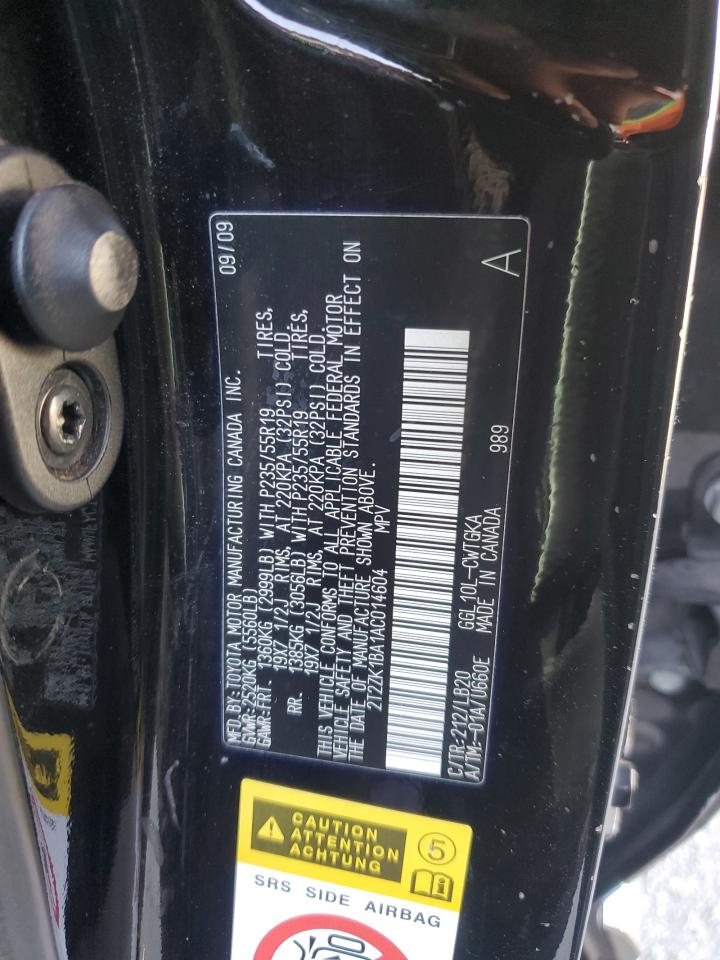 MFD.BY:TOYOTA MOTOR MANUFACTURING CANADA INC. 09/09
GVWR:2520KG(5560LB)
GAWR:FRT. 1360KG (2999LB) WITH P235/55R19 TIRES,
19X7 1/2J RIMS, AT 220KPA (32PSI) COLD
RR. 1385KG (3056LB) WITH P235/55R19 TIRES,
19X7 1/2J RIMS, AT 220KPA (32PSI) COLD.
THIS VEHICLE CONFORMS TO ALL APPLICABLE FEDERAL MOTOR
VEHICLE SAFETY AND THEFT PREVENTION STANDARDS IN EFFECT ON
THE DATE OF MANUFACTURE SHOWN ABOVE.
2T2ZK1BA1AC014604 MPV
C/TR:212/LB20 GGL10L-CWTGKA 989 A
A/TM:-01A/U660E MADE IN CANADA
CAUTION
ATTENTION
ACHTUNG
5
SRS SIDE AIRBAG